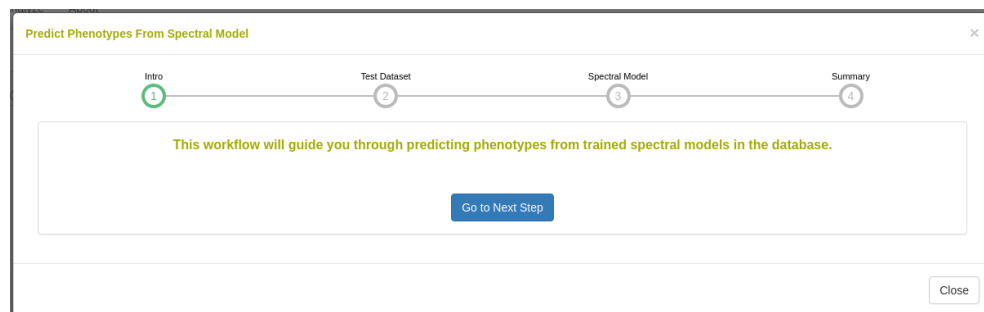 Predict Phenotypes From Spectral Model
×
Intro
Test Dataset
Spectral Model
Summary
1
2
3
4
This workflow will guide you through predicting phenotypes from trained spectral models in the database.
Go to Next Step
Close